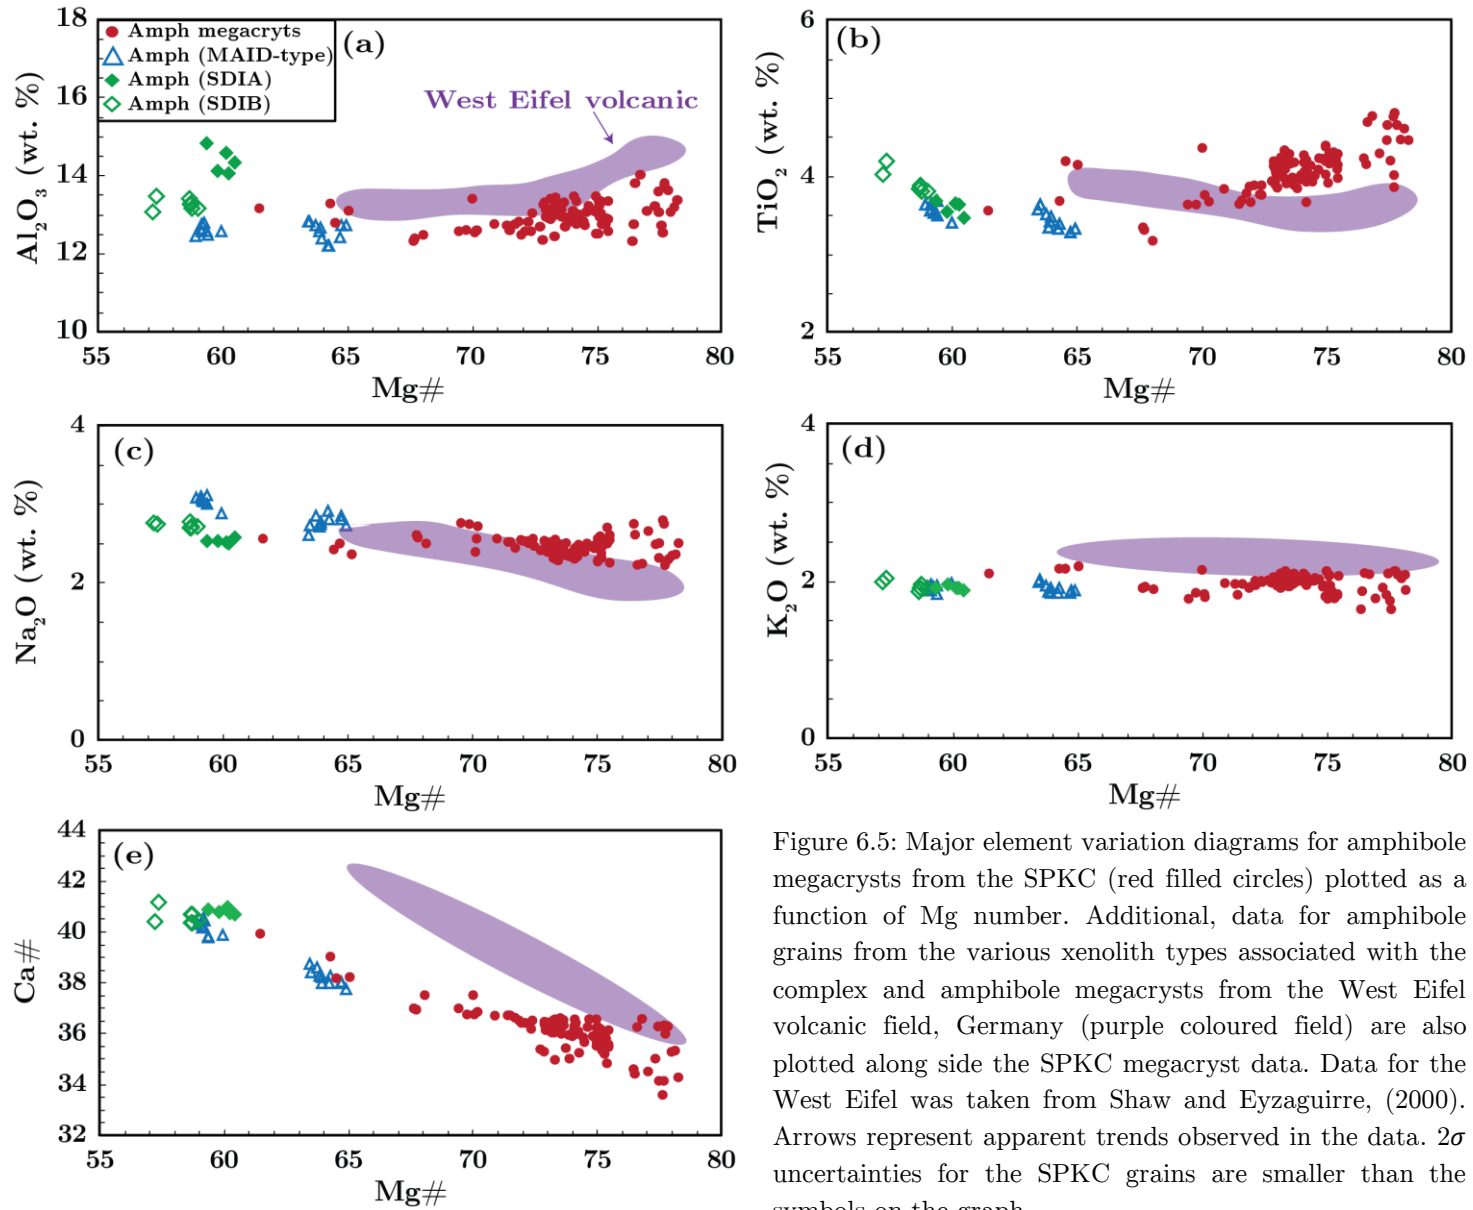 18
16
14
12
10
Al2O3 (wt. %)
Amph megacryts
Amph (MAID-type)
Amph (SDIA)
Amph (SDIB)
(a)
West Eifel volcanic
55 60 65 70 75 80
Mg#
6
4
2
TiO2 (wt. %)
(b)
55 60 65 70 75 80
Mg#
4
2
0
Na2O (wt. %)
(c)
55 60 65 70 75 80
Mg#
4
2
0
K2O (wt. %)
(d)
55 60 65 70 75 80
Mg#
44
42
40
38
36
34
32
Ca#
(e)
55 60 65 70 75 80
Mg#
Figure 6.5: Major element variation diagrams for amphibole
megacrysts from the SPKC (red filled circles) plotted as a
function of Mg number. Additional, data for amphibole
grains from the various xenolith types associated with the
complex and amphibole megacrysts from the West Eifel
volcanic field, Germany (purple coloured field) are also
plotted along side the SPKC megacryst data. Data for the
West Eifel was taken from Shaw and Eyzaguirre, (2000).
Arrows represent apparent trends observed in the data. 2σ
uncertainties for the SPKC grains are smaller than the
symbols on the graph